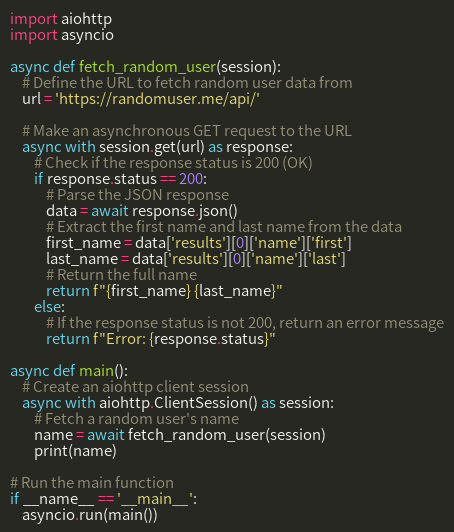 import aiohttp
import asyncio

async def fetch_random_user(session):
    # Define the URL to fetch random user data from
    url = 'https://randomuser.me/api/'

    # Make an asynchronous GET request to the URL
    async with session.get(url) as response:
        # Check if the response status is 200 (OK)
        if response.status == 200:
            # Parse the JSON response
            data = await response.json()
            # Extract the first name and last name from the data
            first_name = data['results'][0]['name']['first']
            last_name = data['results'][0]['name']['last']
            # Return the full name
            return f"{first_name} {last_name}"
        else:
            # If the response status is not 200, return an error message
            return f"Error: {response.status}"

async def main():
    # Create an aiohttp client session
    async with aiohttp.ClientSession() as session:
        # Fetch a random user's name
        name = await fetch_random_user(session)
        print(name)

# Run the main function
if __name__ == '__main__':
    asyncio.run(main())